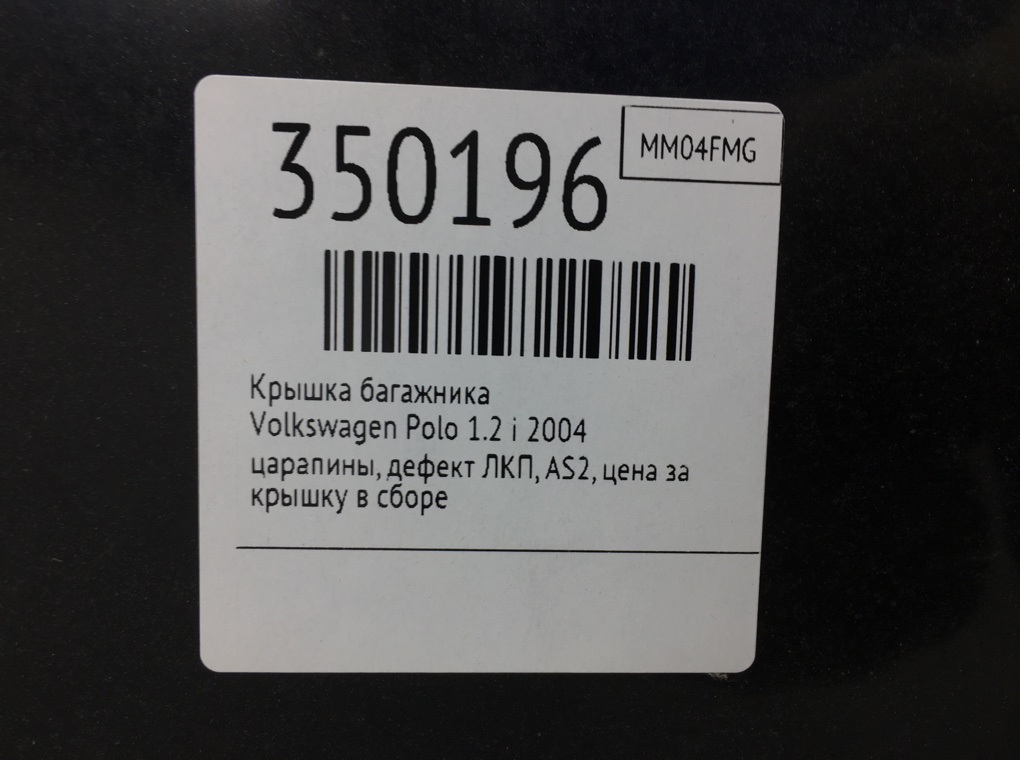 350196
MM04FMG
Крышка багажника
Volkswagen Polo 1.2 i 2004
царапины, дефект ЛКП, AS2, цена за
крышку в сборе